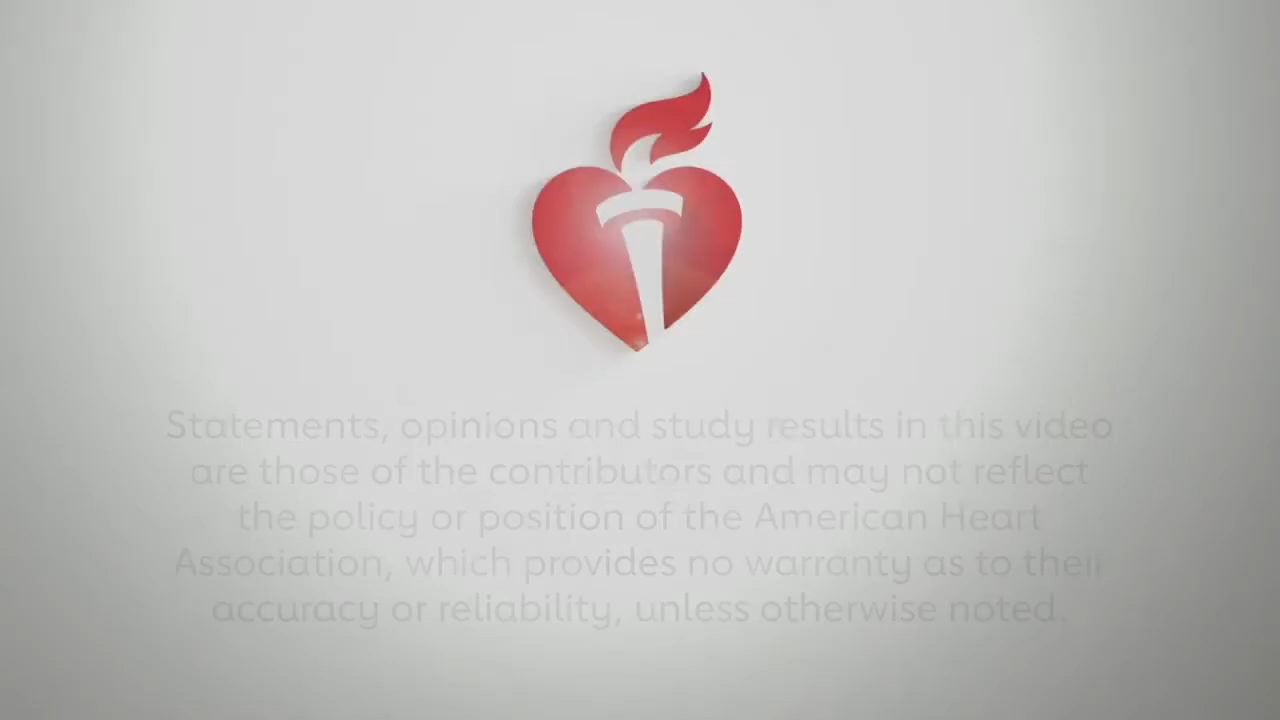 Statements, opinions and study results in this video
are those of the contributors and may not reflect
the policy or position of the American Heart
Association, which provides no warranty as to their
accuracy or reliability, unless otherwise noted.